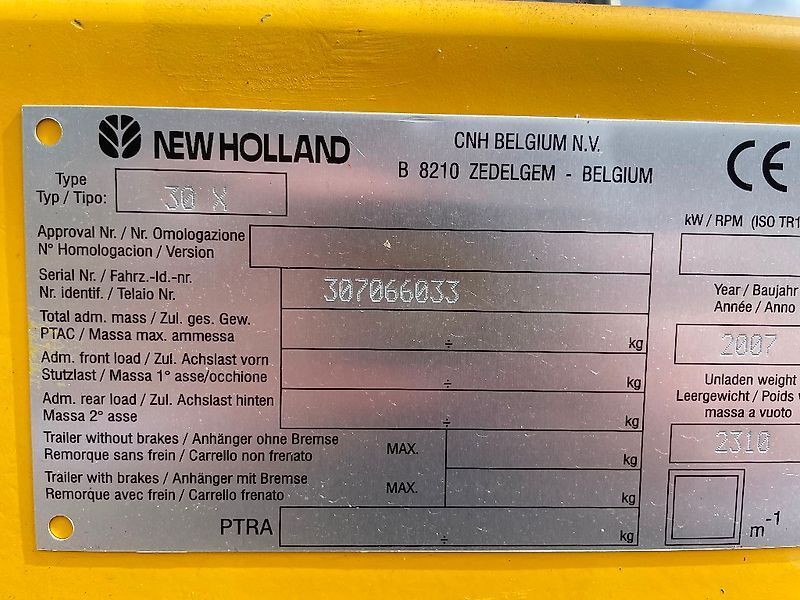 NEW HOLLAND
CNH BELGIUM N.V.
B 8210 ZEDELGEM - BELGIUM
CE
Type
Typ / Tipo:
30 X
Approval Nr. / Nr. Omologazione
N° Homologacion / Version
kW / RPM (ISO TR1
Serial Nr. / Fahrz.-Id.-nr.
Nr. identif. / Telaio Nr.
307066033
Year / Baujahr
Année / Anno
2007
Total adm. mass / Zul. ges. Gew.
PTAC / Massa max. ammessa
÷ kg
Adm. front load / Zul. Achslast vorn
Stutzlast / Massa 1° asse/occhione
÷ kg
Unladen weight
Leergewicht / Poids v
massa a vuoto
2310
Adm. rear load / Zul. Achslast hinten
Massa 2° asse
÷ kg
Trailer without brakes / Anhänger ohne Bremse
Remorque sans frein / Carrello non frenato
MAX. kg
Trailer with brakes / Anhänger mit Bremse
Remorque avec frein / Carrello frenato
MAX. kg
PTRA ÷ kg
m-1